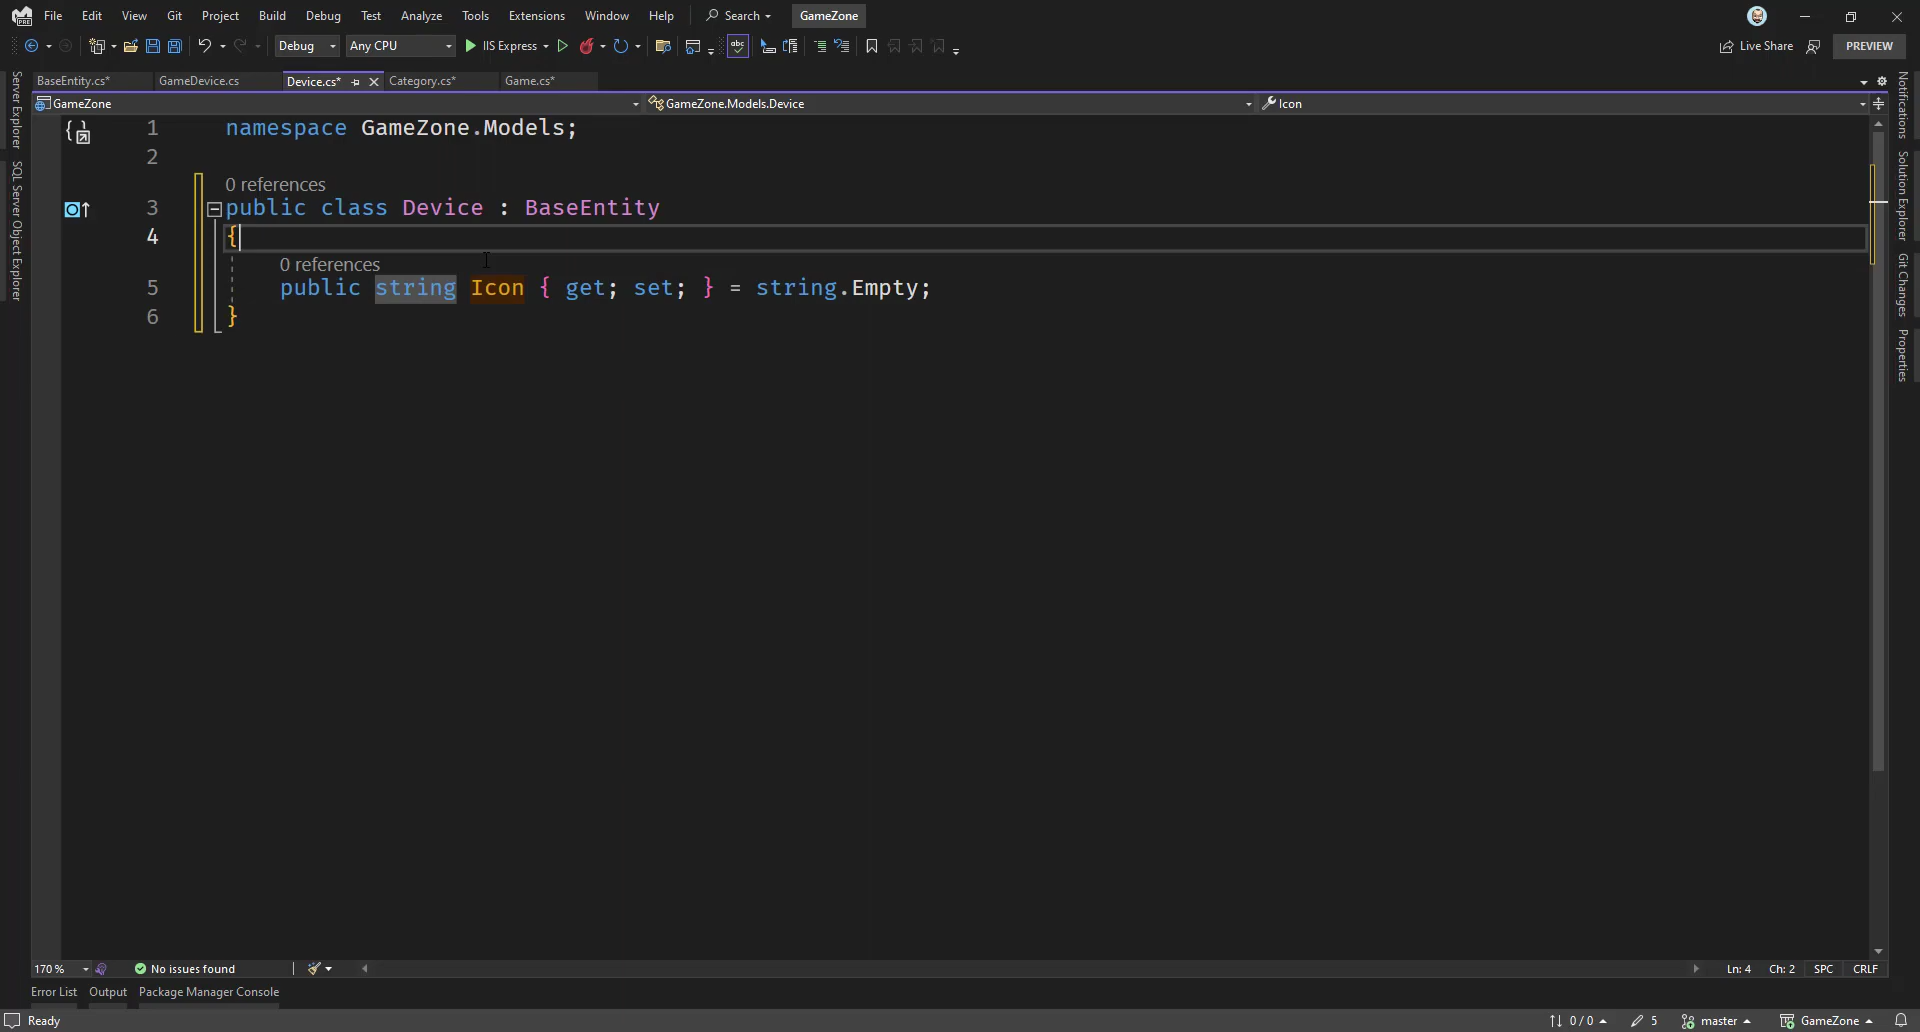 File Edit View Git Project Build Debug Test Analyze Tools Extensions Window Help Search GameZone
Debug Any CPU IIS Express Live Share PREVIEW
BaseEntity.cs* GameDevice.cs Device.cs* Category.cs* Game.cs*
GameZone GameZone.Models.Device Icon
Server Explorer
SQL Server Object Explorer
1 namespace GameZone.Models;
2
0 references
3 public class Device : BaseEntity
4 {
0 references
5 public string Icon { get; set; } = string.Empty;
6 }
Notifications
Solution Explorer
Git Changes
Properties
170 % No issues found Ln: 4 Ch: 2 SPC CRLF
Error List Output Package Manager Console
Ready 0 / 0 5 master GameZone